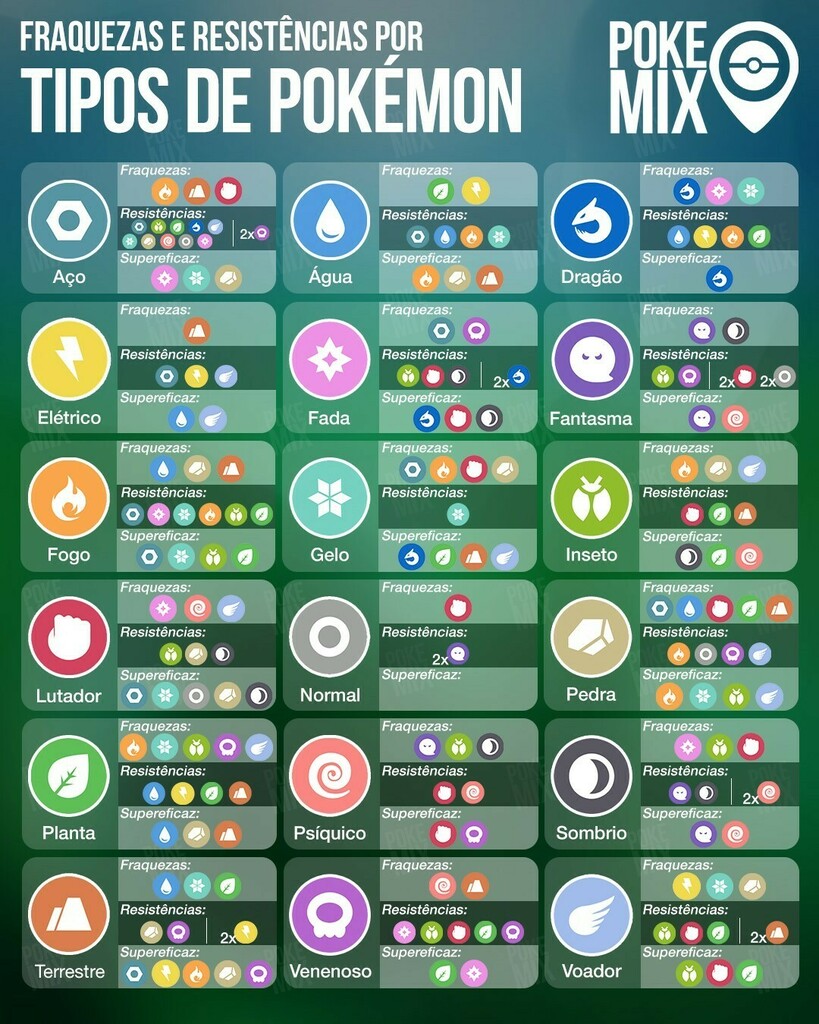 FRAQUEZAS E RESISTÊNCIAS POR
TIPOS DE POKÉMON
POKE
MIX
Fraquezas:
Resistências:
2x
Supereficaz:
Aço
Fraquezas:
Resistências:
Supereficaz:
Água
Fraquezas:
Resistências:
Supereficaz:
Dragão
Fraquezas:
Resistências:
Supereficaz:
Elétrico
Fraquezas:
Resistências:
2x
Supereficaz:
Fada
Fraquezas:
Resistências:
2x 2x
Supereficaz:
Fantasma
Fraquezas:
Resistências:
Supereficaz:
Fogo
Fraquezas:
Resistências:
Supereficaz:
Gelo
Fraquezas:
Resistências:
Supereficaz:
Inseto
Fraquezas:
Resistências:
Supereficaz:
Lutador
Fraquezas:
Resistências:
2x
Supereficaz:
Normal
Fraquezas:
Resistências:
Supereficaz:
Pedra
Fraquezas:
Resistências:
Supereficaz:
Planta
Fraquezas:
Resistências:
Supereficaz:
Psíquico
Fraquezas:
Resistências:
2x
Supereficaz:
Sombrio
Fraquezas:
Resistências:
2x
Supereficaz:
Terrestre
Fraquezas:
Resistências:
Supereficaz:
Venenoso
Fraquezas:
Resistências:
2x
Supereficaz:
Voador